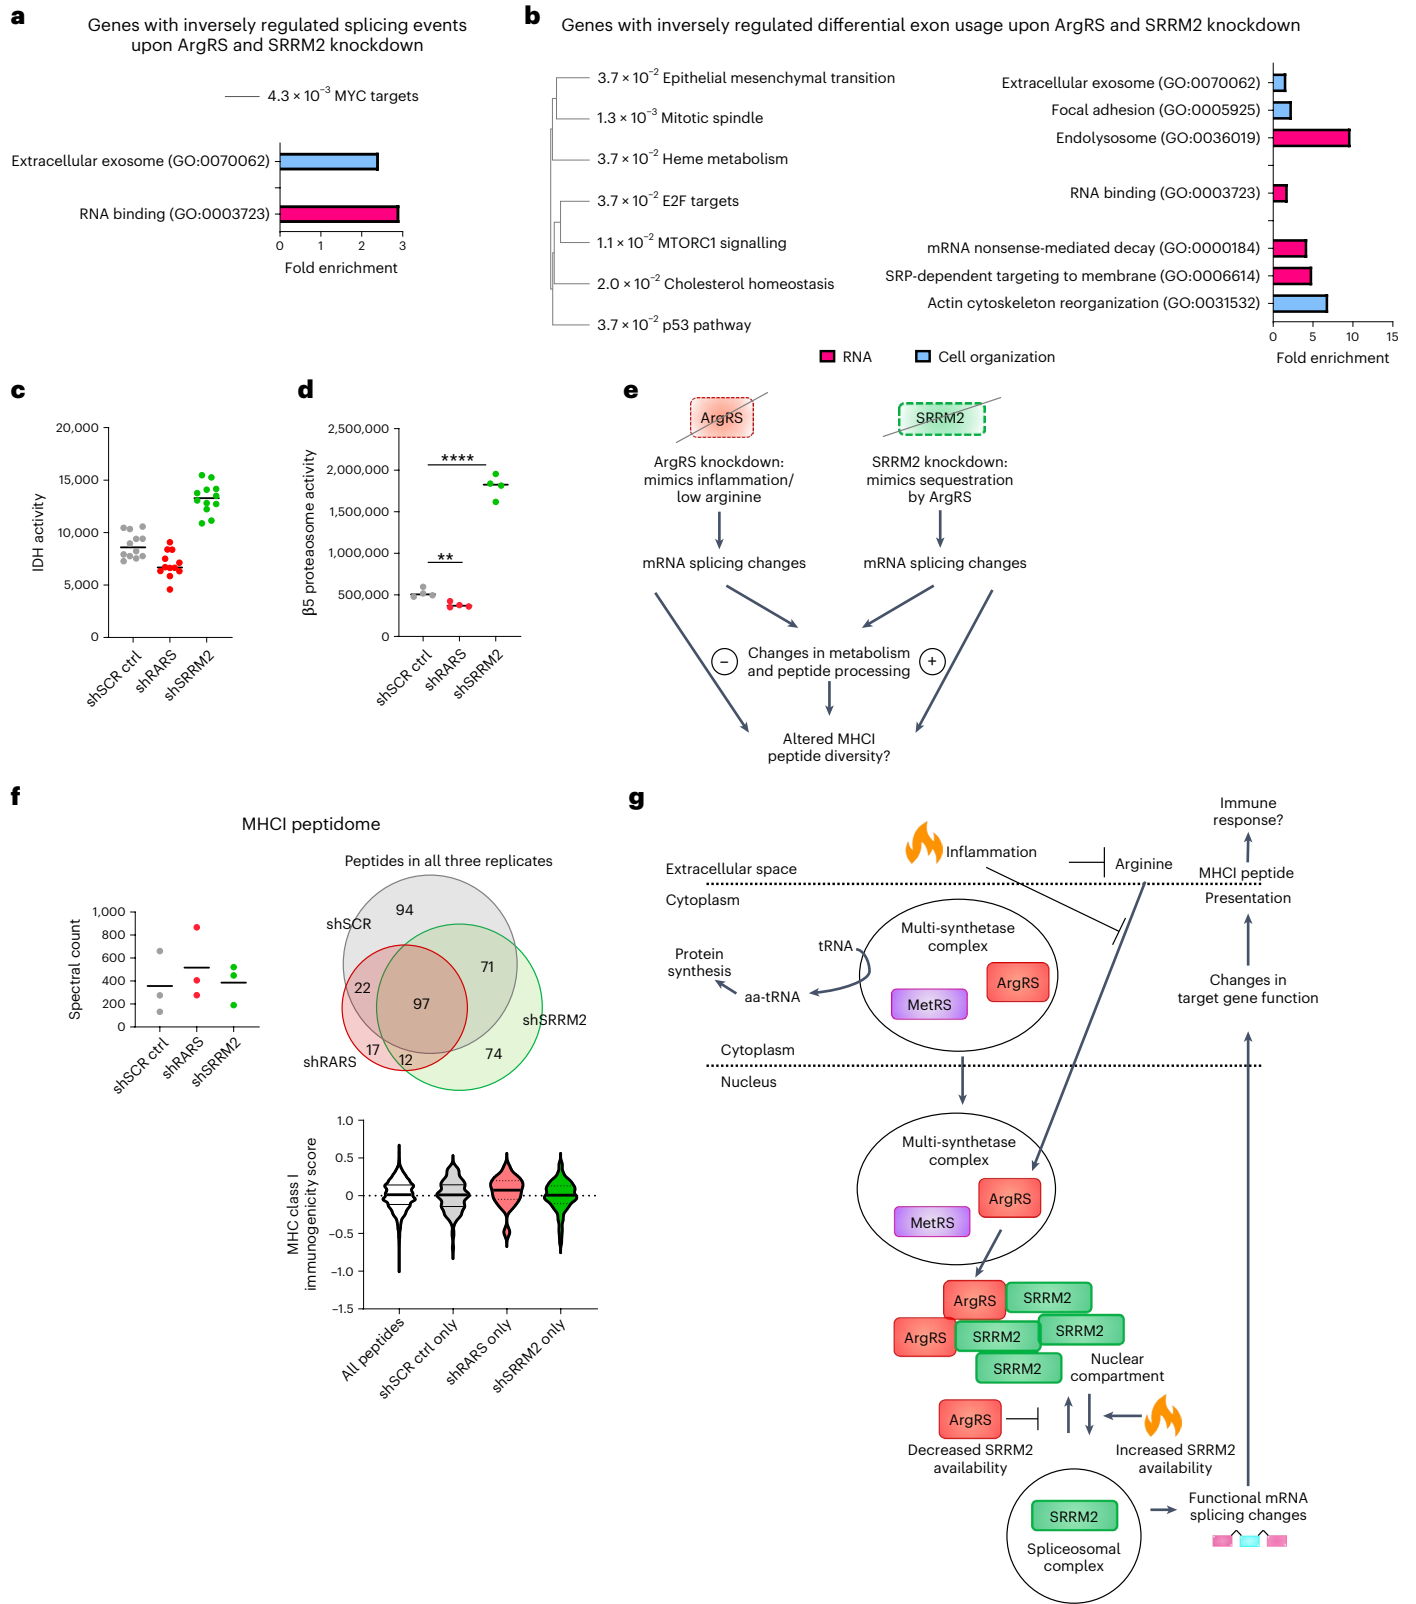 a
Genes with inversely regulated splicing events
upon ArgRS and SRRM2 knockdown
4.3 × 10⁻³ MYC targets
Extracellular exosome (GO:0070062)
RNA binding (GO:0003723)
0 1 2 3
Fold enrichment
b
Genes with inversely regulated differential exon usage upon ArgRS and SRRM2 knockdown
3.7 × 10⁻² Epithelial mesenchymal transition
1.3 × 10⁻³ Mitotic spindle
3.7 × 10⁻² Heme metabolism
3.7 × 10⁻² E2F targets
1.1 × 10⁻² MTORC1 signalling
2.0 × 10⁻² Cholesterol homeostasis
3.7 × 10⁻² p53 pathway
Extracellular exosome (GO:0070062)
Focal adhesion (GO:0005925)
Endolysosome (GO:0036019)
RNA binding (GO:0003723)
mRNA nonsense-mediated decay (GO:0000184)
SRP-dependent targeting to membrane (GO:0006614)
Actin cytoskeleton reorganization (GO:0031532)
0 5 10 15
Fold enrichment
RNA
Cell organization
c
IDH activity
20,000
15,000
10,000
5,000
0
shSCR ctrl
shRARS
shSRRM2
d
β5 proteaosome activity
2,500,000
2,000,000
1,500,000
1,000,000
500,000
0
****
**
shSCR ctrl
shRARS
shSRRM2
e
ArgRS
SRRM2
ArgRS knockdown:
mimics inflammation/
low arginine
SRRM2 knockdown:
mimics sequestration
by ArgRS
mRNA splicing changes
mRNA splicing changes
−
Changes in metabolism
and peptide processing
+
Altered MHCI
peptide diversity?
f
MHCI peptidome
Spectral count
1,000
800
600
400
200
0
shSCR ctrl
shRARS
shSRRM2
Peptides in all three replicates
shSCR
94
71
22
97
shSRRM2
17
12
74
shRARS
MHC class I
immunogenicity score
1.0
0.5
0
−0.5
−1.0
−1.5
All peptides
shSCR ctrl only
shRARS only
shSRRM2 only
g
Immune
response?
Inflammation
Arginine
Extracellular space
MHCI peptide
Cytoplasm
Presentation
Multi-synthetase
complex
tRNA
Protein
synthesis
aa-tRNA
MetRS
ArgRS
Changes in
target gene function
Cytoplasm
Nucleus
Multi-synthetase
complex
ArgRS
MetRS
ArgRS
SRRM2
ArgRS
SRRM2
SRRM2
SRRM2
Nuclear
compartment
ArgRS
Decreased SRRM2
availability
Increased SRRM2
availability
SRRM2
Spliceosomal
complex
Functional mRNA
splicing changes